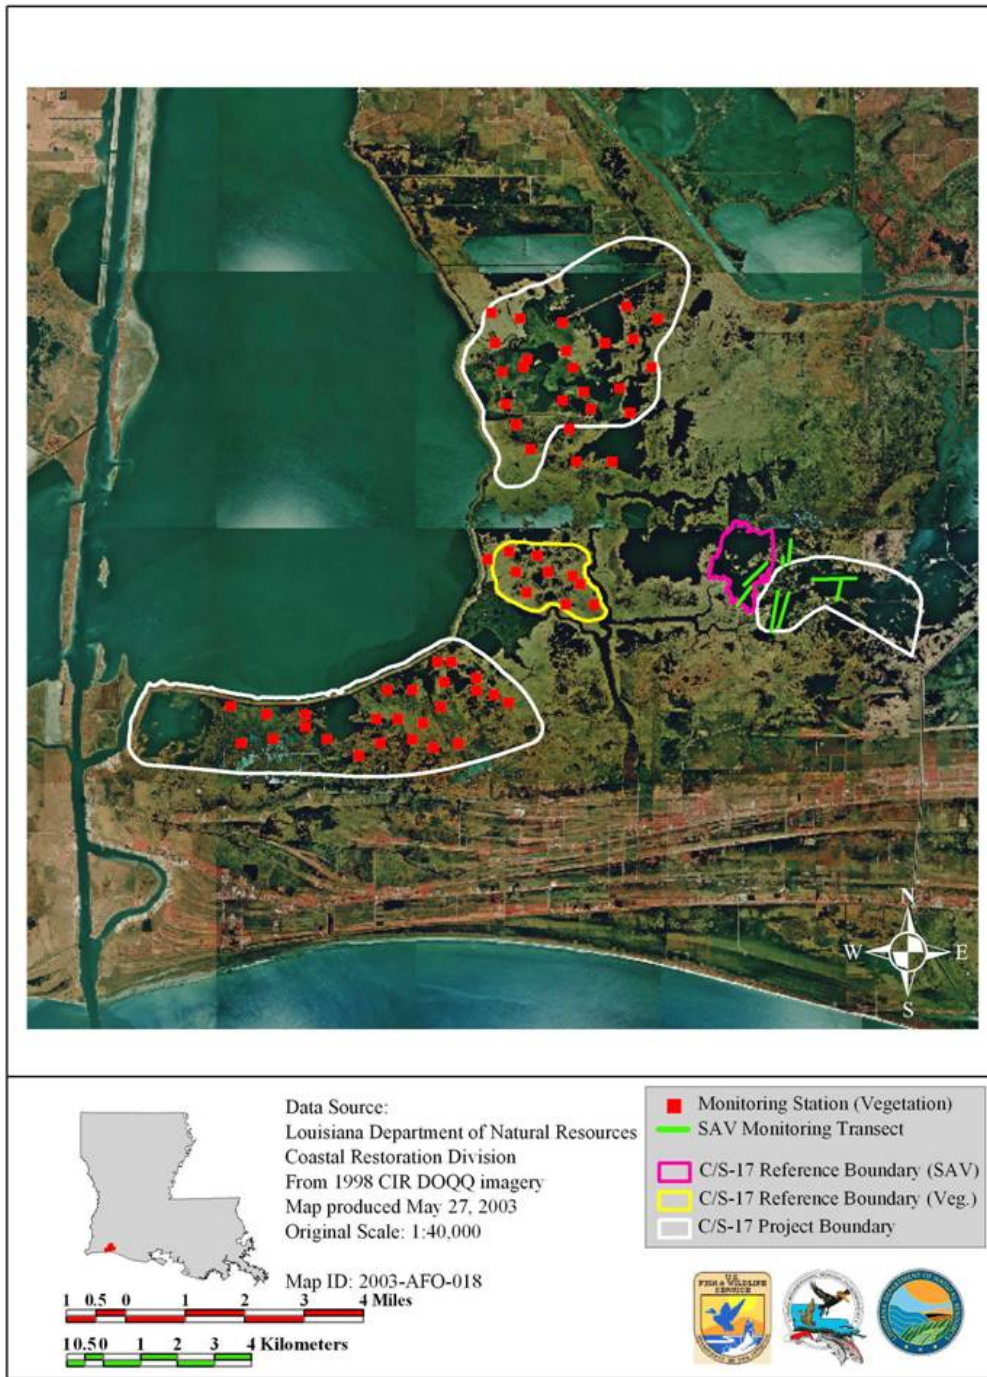 N
W E
S
Data Source:
Louisiana Department of Natural Resources
Coastal Restoration Division
From 1998 CIR DOQQ imagery
Map produced May 27, 2003
Original Scale: 1:40,000
Map ID: 2003-AFO-018
1 0.5 0 1 2 3 4 Miles
1 0.5 0 1 2 3 4 Kilometers
Monitoring Station (Vegetation)
SAV Monitoring Transect
C/S-17 Reference Boundary (SAV)
C/S-17 Reference Boundary (Veg.)
C/S-17 Project Boundary
U.S.
FISH & WILDLIFE
SERVICE